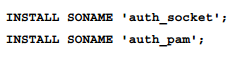 INSTALL SONAME 'auth_socket';
INSTALL SONAME 'auth_pam';